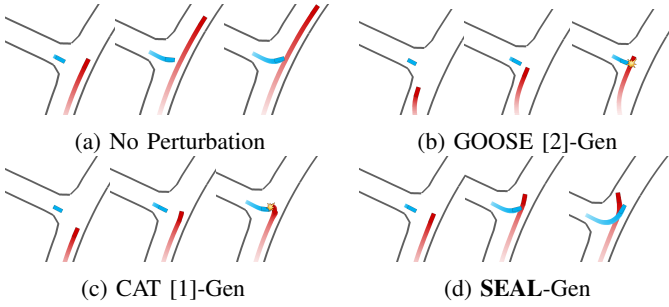 (a) No Perturbation
(b) GOOSE [2]-Gen
(c) CAT [1]-Gen
(d) SEAL-Gen